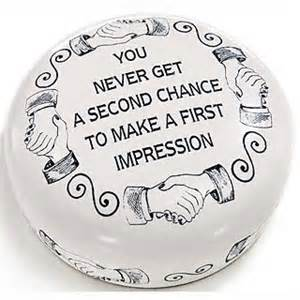 YOU
NEVER GET
A SECOND CHANCE
TO MAKE A FIRST
IMPRESSION